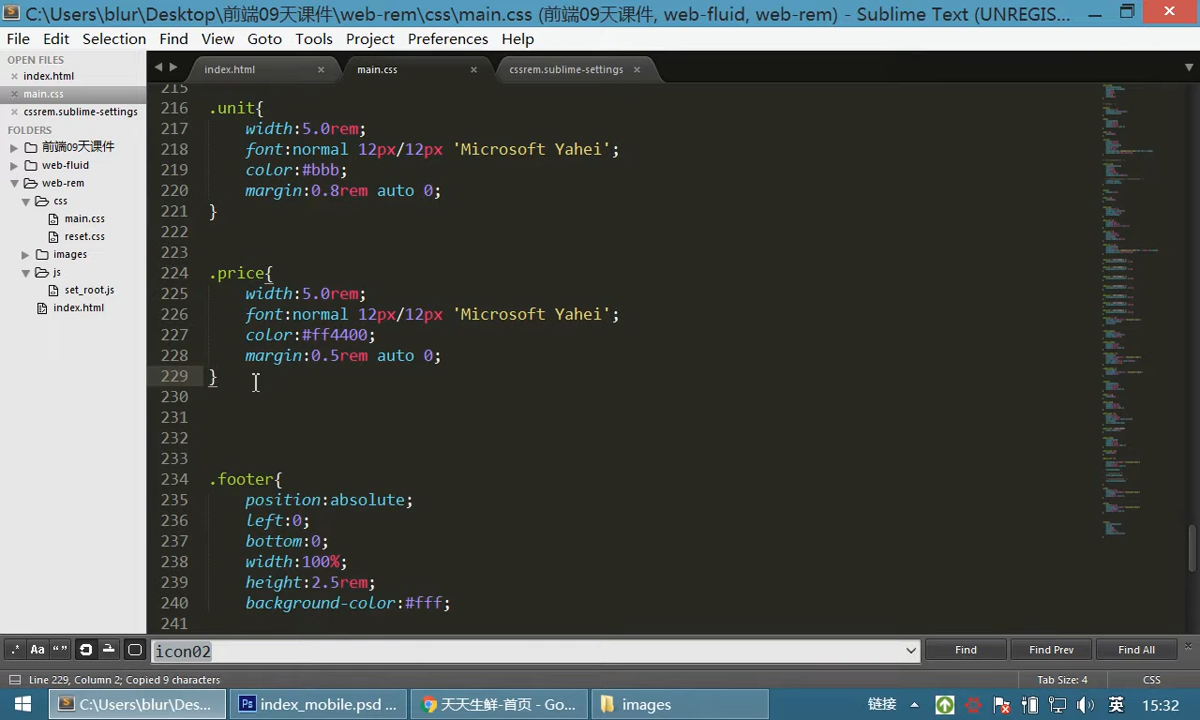 C:\Users\blur\Desktop\前端09天课件\web-rem\css\main.css (前端09天课件, web-fluid, web-rem) - Sublime Text (UNREGIS...
File Edit Selection Find View Goto Tools Project Preferences Help
OPEN FILES
index.html
main.css
cssrem.sublime-settings
FOLDERS
前端09天课件
web-fluid
web-rem
css
main.css
reset.css
images
js
set_root.js
index.html
index.html main.css cssrem.sublime-settings
215
216 .unit{
217 width:5.0rem;
218 font:normal 12px/12px 'Microsoft Yahei';
219 color:#bbb;
220 margin:0.8rem auto 0;
221 }
222
223
224 .price{
225 width:5.0rem;
226 font:normal 12px/12px 'Microsoft Yahei';
227 color:#ff4400;
228 margin:0.5rem auto 0;
229 }
230
231
232
233
234 .footer{
235 position:absolute;
236 left:0;
237 bottom:0;
238 width:100%;
239 height:2.5rem;
240 background-color:#fff;
241
.* Aa “” icon02 Find Find Prev Find All
Line 229, Column 2; Copied 9 characters Tab Size: 4 CSS
C:\Users\blur\Des... Ps index_mobile.psd ... 天天生鲜-首页 - Go... images 链接 英 15:32